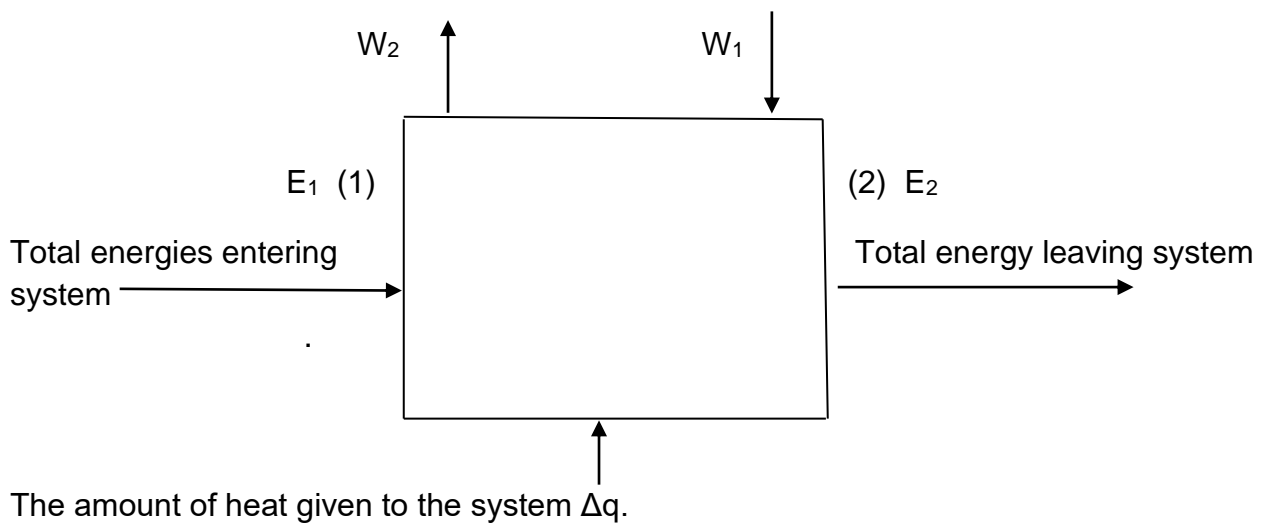 W₂ W₁
E₁ (1) (2) E₂
Total energies entering Total energy leaving system
system
.
The amount of heat given to the system Δq.